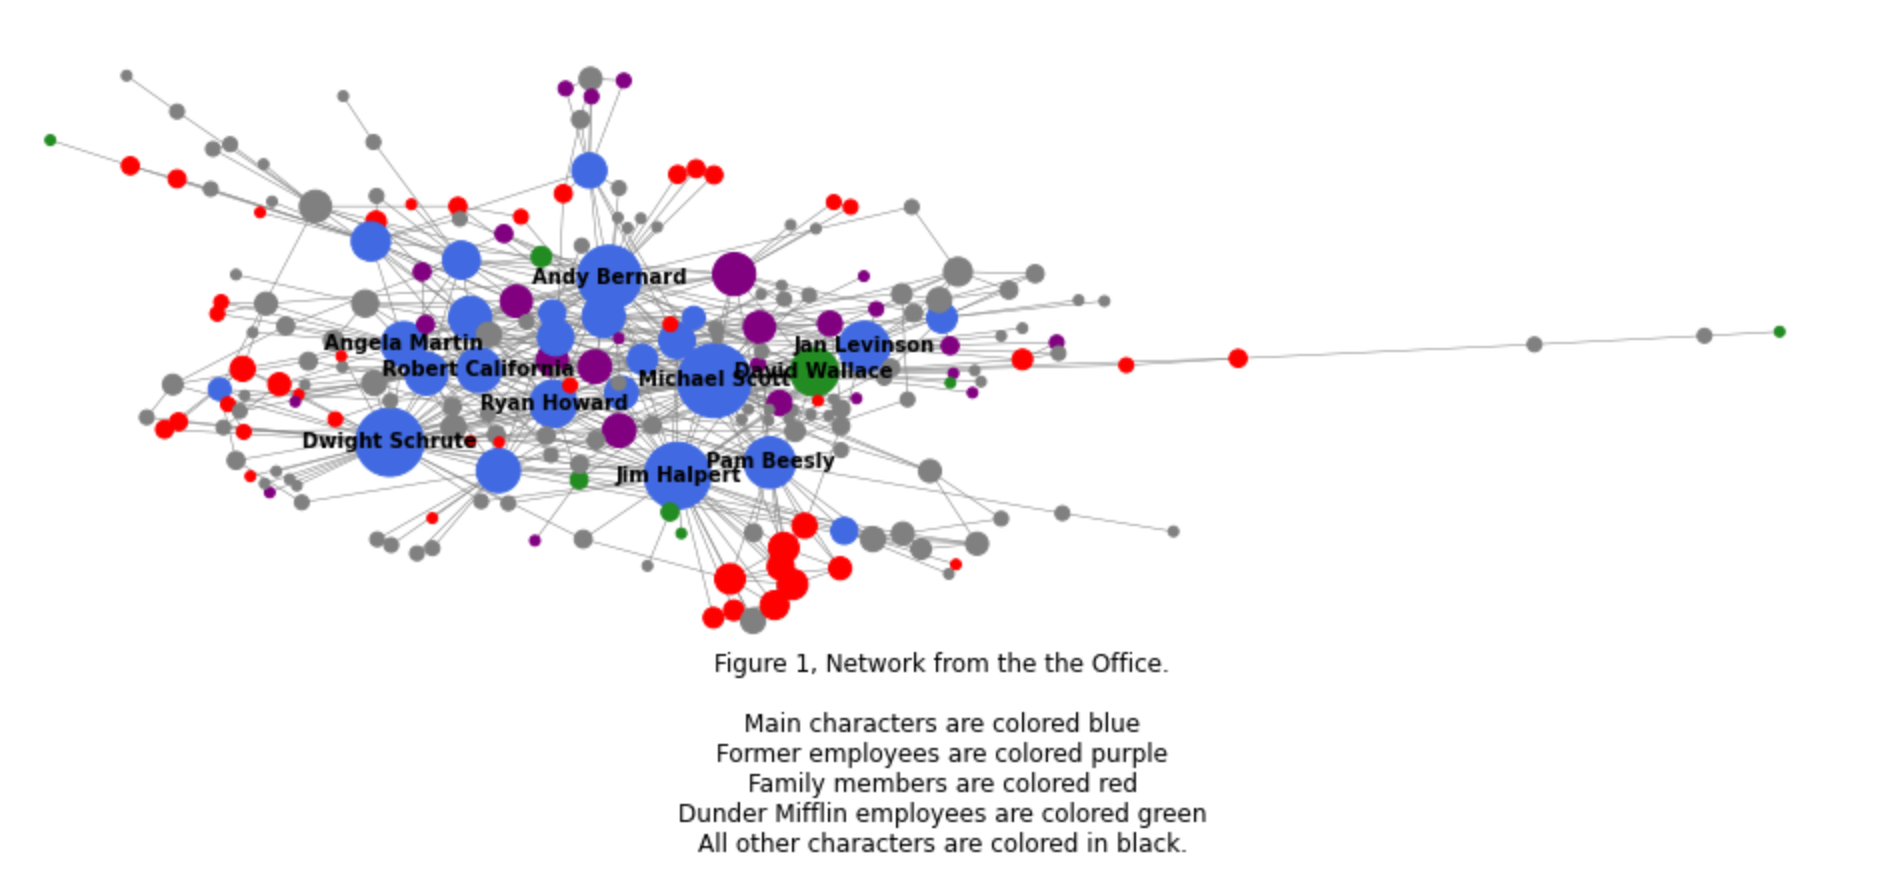 Andy Bernard
Angela Martin
Jan Levinson
Robert California
David Wallace
Michael Scott
Ryan Howard
Dwight Schrute
Pam Beesly
Jim Halpert
Figure 1, Network from the the Office.
Main characters are colored blue
Former employees are colored purple
Family members are colored red
Dunder Mifflin employees are colored green
All other characters are colored in black.